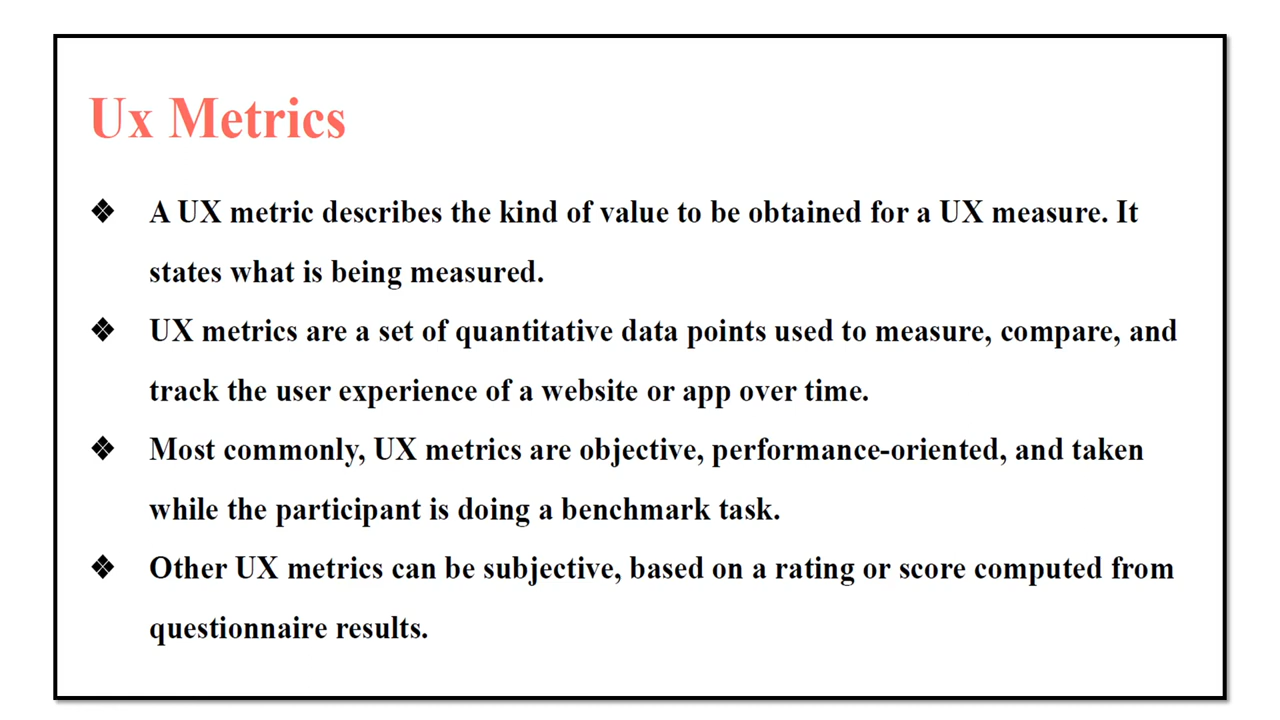 Ux Metrics
❖ A UX metric describes the kind of value to be obtained for a UX measure. It
states what is being measured.
❖ UX metrics are a set of quantitative data points used to measure, compare, and
track the user experience of a website or app over time.
❖ Most commonly, UX metrics are objective, performance-oriented, and taken
while the participant is doing a benchmark task.
❖ Other UX metrics can be subjective, based on a rating or score computed from
questionnaire results.